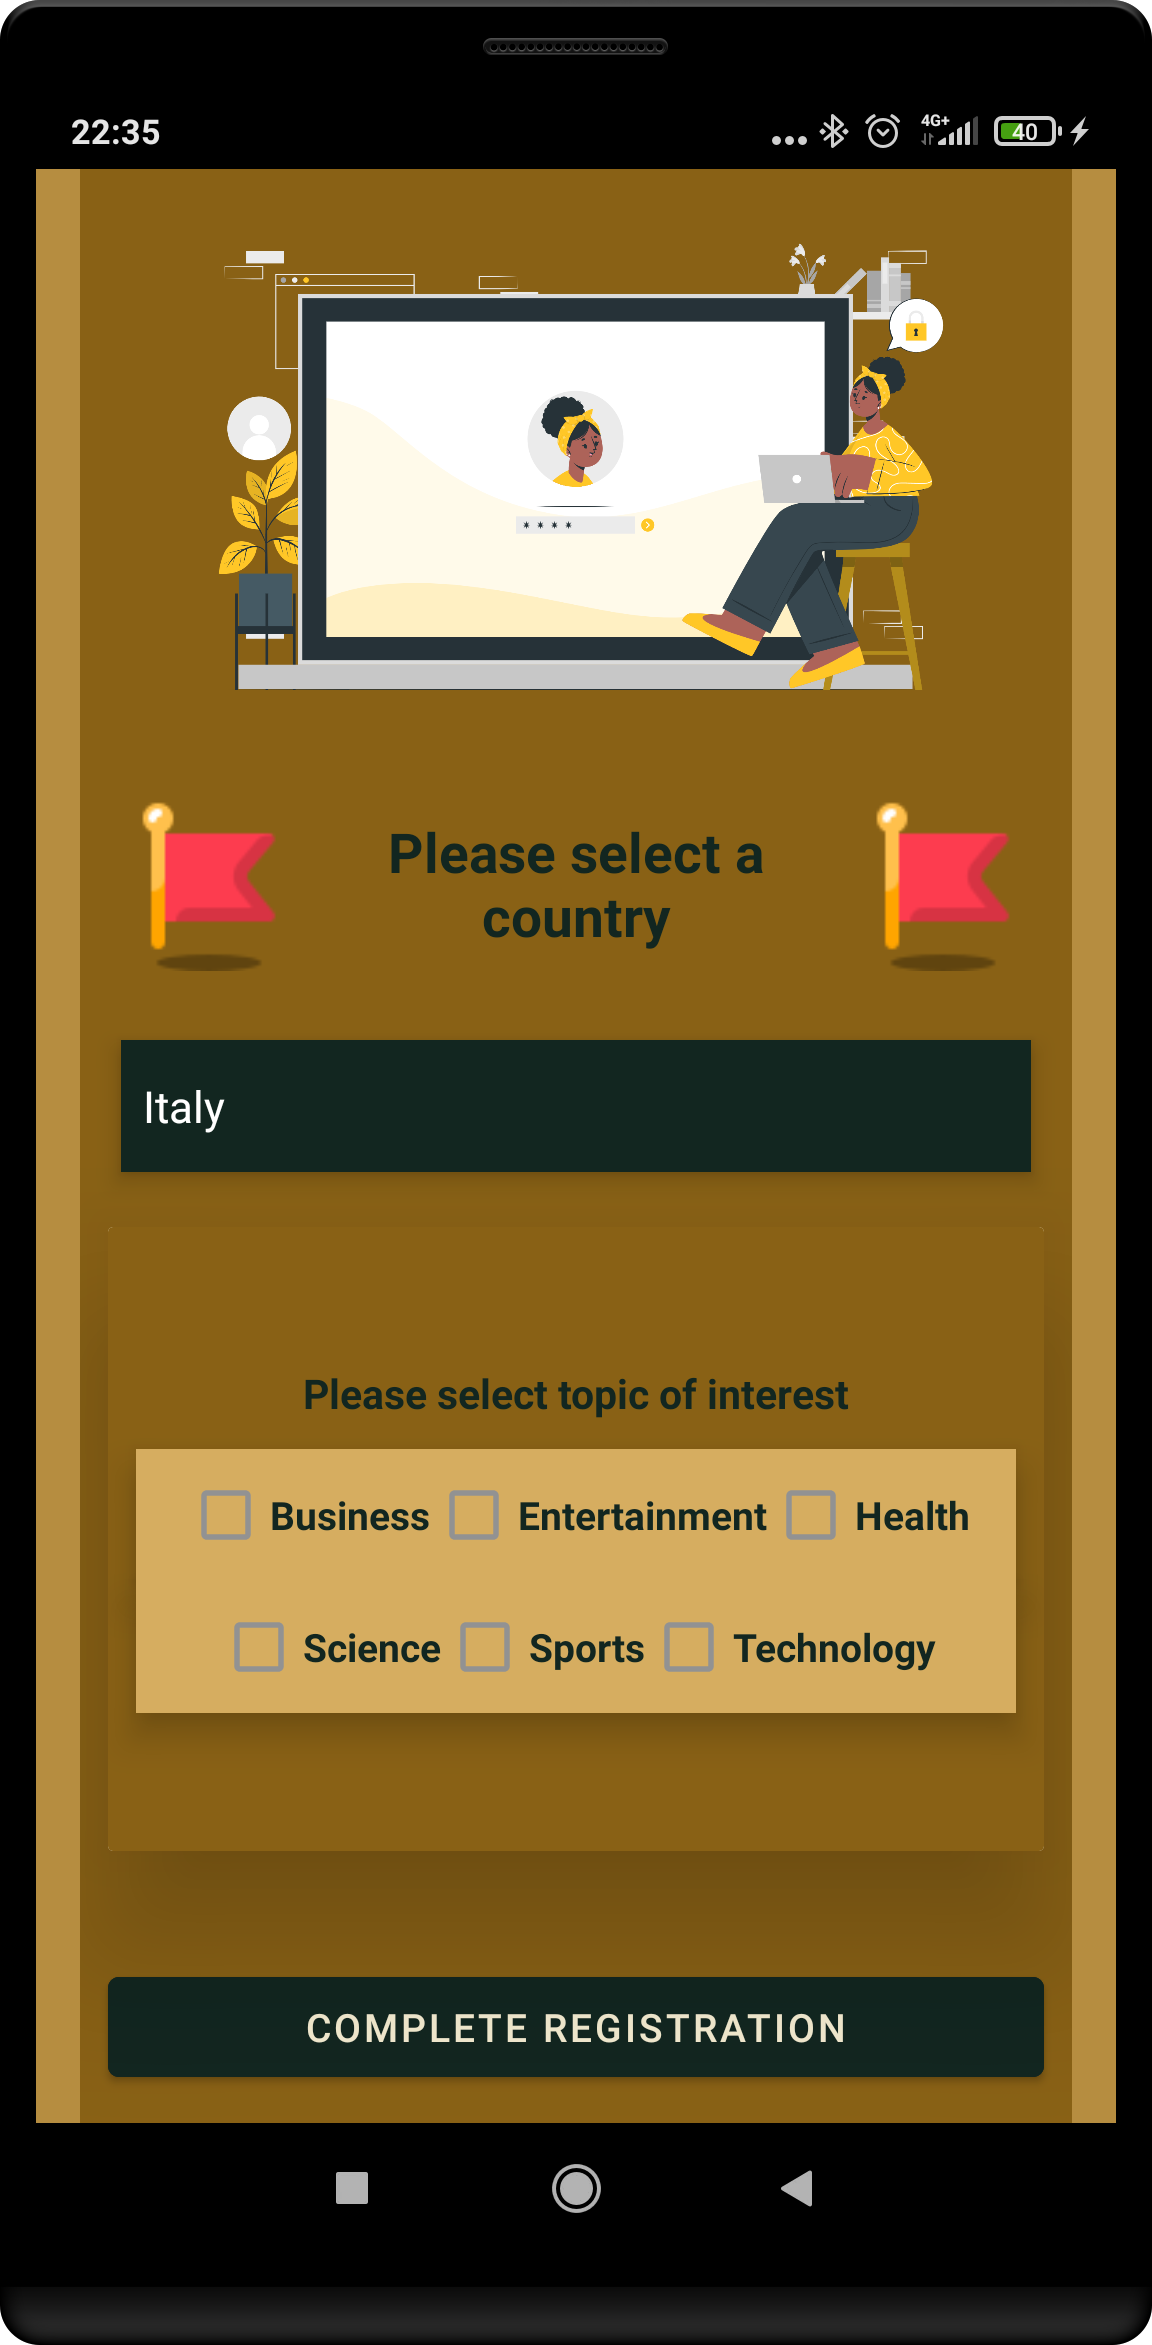 22:35
4G+
40
* * * *
Please select a
country
Italy
Please select topic of interest
Business Entertainment Health
Science Sports Technology
COMPLETE REGISTRATION